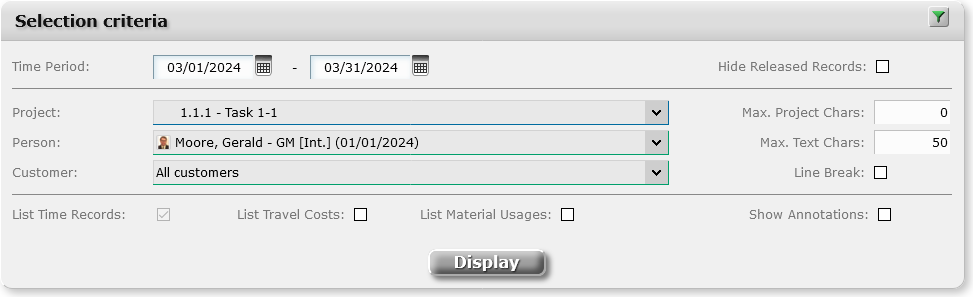 Selection criteria
Time Period: 03/01/2024 - 03/31/2024 Hide Released Records:
Project: 1.1.1 - Task 1-1 Max. Project Chars: 0
Person: Moore, Gerald - GM [Int.] (01/01/2024) Max. Text Chars: 50
Customer: All customers Line Break:
List Time Records: List Travel Costs: List Material Usages: Show Annotations:
Display